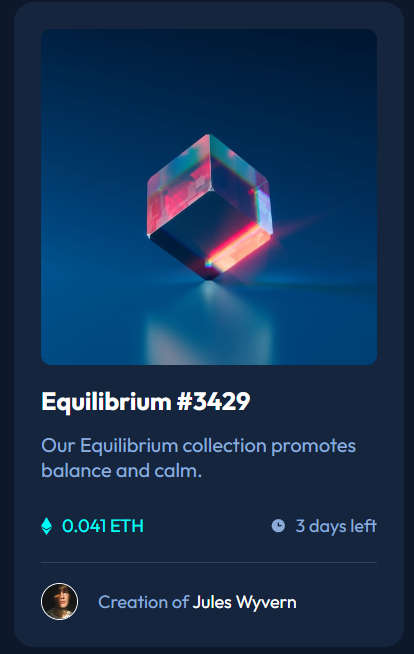 Equilibrium #3429
Our Equilibrium collection promotes
balance and calm.
0.041 ETH
3 days left
Creation of Jules Wyvern